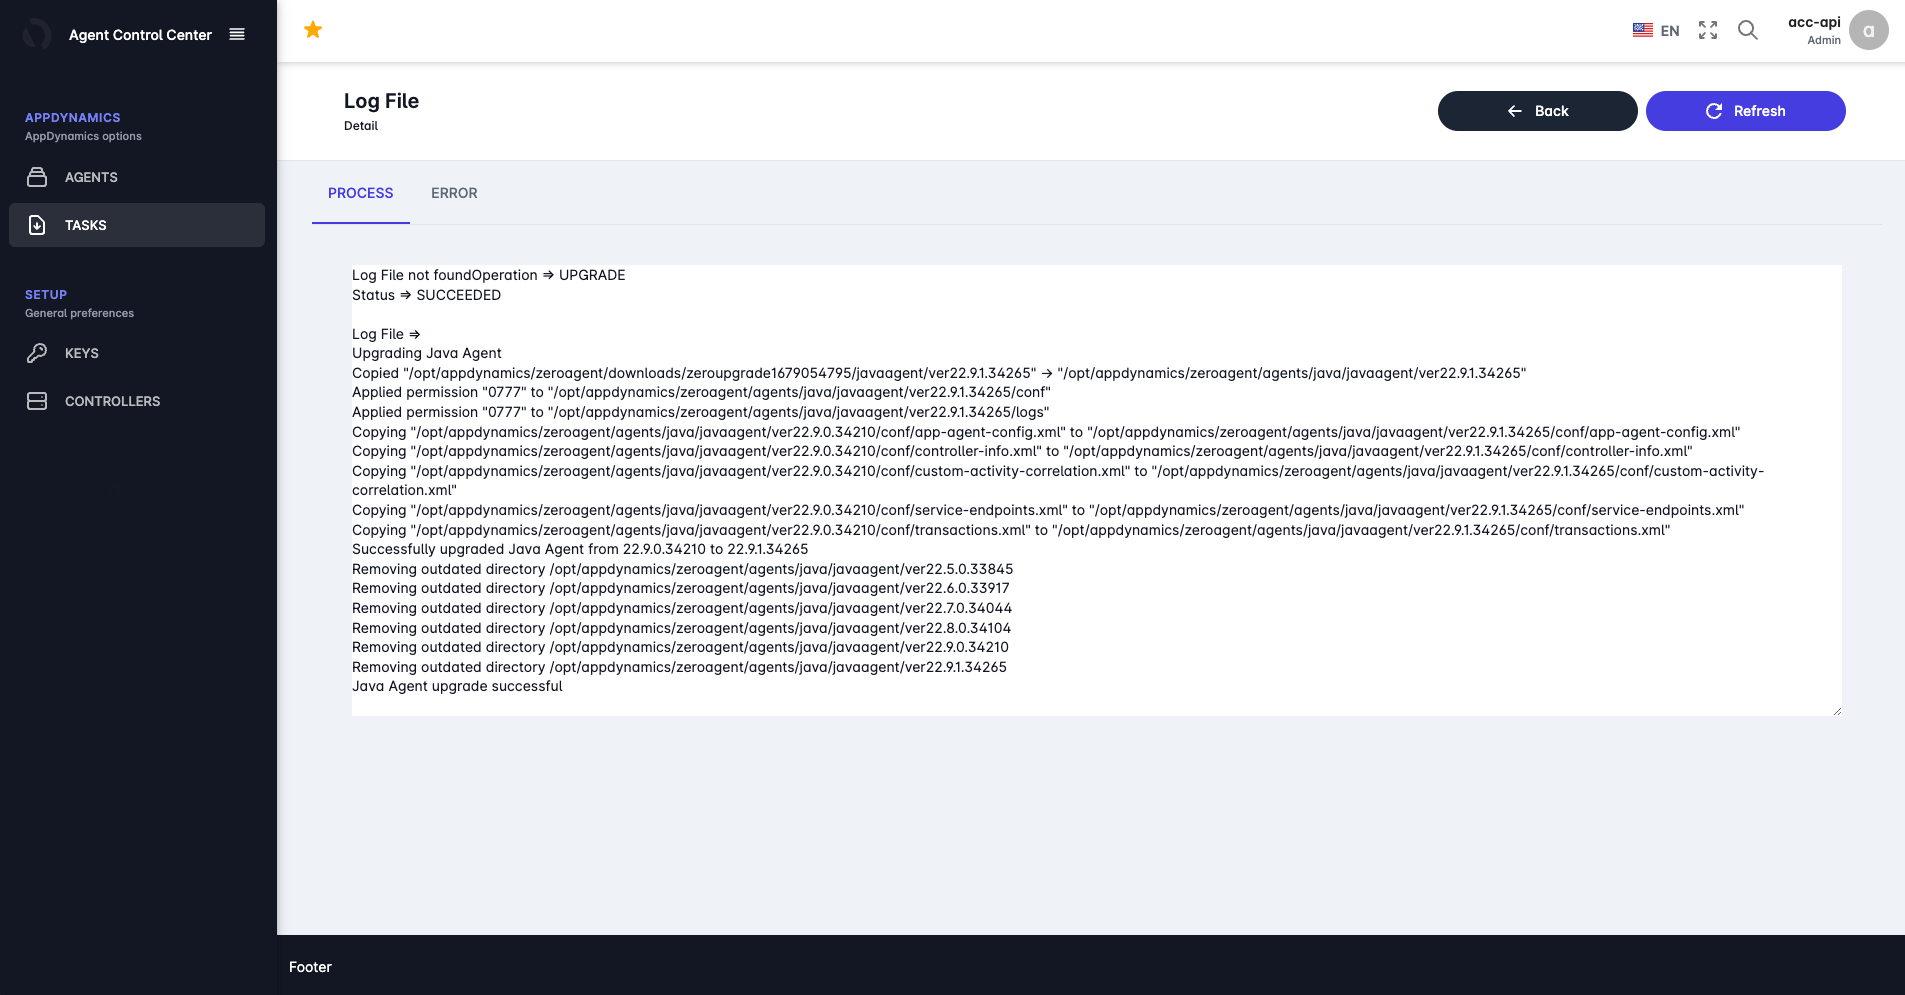 Agent Control Center
EN
acc-api
Admin
a
APPDYNAMICS
AppDynamics options
AGENTS
TASKS
SETUP
General preferences
KEYS
CONTROLLERS
Log File
Detail
Back
Refresh
PROCESS
ERROR
Log File not foundOperation => UPGRADE
Status => SUCCEEDED
Log File =>
Upgrading Java Agent
Copied "/opt/appdynamics/zeroagent/downloads/zeroupgrade1679054795/javaagent/ver22.9.1.34265" -> "/opt/appdynamics/zeroagent/agents/java/javaagent/ver22.9.1.34265"
Applied permission "0777" to "/opt/appdynamics/zeroagent/agents/java/javaagent/ver22.9.1.34265/conf"
Applied permission "0777" to "/opt/appdynamics/zeroagent/agents/java/javaagent/ver22.9.1.34265/logs"
Copying "/opt/appdynamics/zeroagent/agents/java/javaagent/ver22.9.0.34210/conf/app-agent-config.xml" to "/opt/appdynamics/zeroagent/agents/java/javaagent/ver22.9.1.34265/conf/app-agent-config.xml"
Copying "/opt/appdynamics/zeroagent/agents/java/javaagent/ver22.9.0.34210/conf/controller-info.xml" to "/opt/appdynamics/zeroagent/agents/java/javaagent/ver22.9.1.34265/conf/controller-info.xml"
Copying "/opt/appdynamics/zeroagent/agents/java/javaagent/ver22.9.0.34210/conf/custom-activity-correlation.xml" to "/opt/appdynamics/zeroagent/agents/java/javaagent/ver22.9.1.34265/conf/custom-activity-
correlation.xml"
Copying "/opt/appdynamics/zeroagent/agents/java/javaagent/ver22.9.0.34210/conf/service-endpoints.xml" to "/opt/appdynamics/zeroagent/agents/java/javaagent/ver22.9.1.34265/conf/service-endpoints.xml"
Copying "/opt/appdynamics/zeroagent/agents/java/javaagent/ver22.9.0.34210/conf/transactions.xml" to "/opt/appdynamics/zeroagent/agents/java/javaagent/ver22.9.1.34265/conf/transactions.xml"
Successfully upgraded Java Agent from 22.9.0.34210 to 22.9.1.34265
Removing outdated directory /opt/appdynamics/zeroagent/agents/java/javaagent/ver22.5.0.33845
Removing outdated directory /opt/appdynamics/zeroagent/agents/java/javaagent/ver22.6.0.33917
Removing outdated directory /opt/appdynamics/zeroagent/agents/java/javaagent/ver22.7.0.34044
Removing outdated directory /opt/appdynamics/zeroagent/agents/java/javaagent/ver22.8.0.34104
Removing outdated directory /opt/appdynamics/zeroagent/agents/java/javaagent/ver22.9.0.34210
Removing outdated directory /opt/appdynamics/zeroagent/agents/java/javaagent/ver22.9.1.34265
Java Agent upgrade successful
Footer